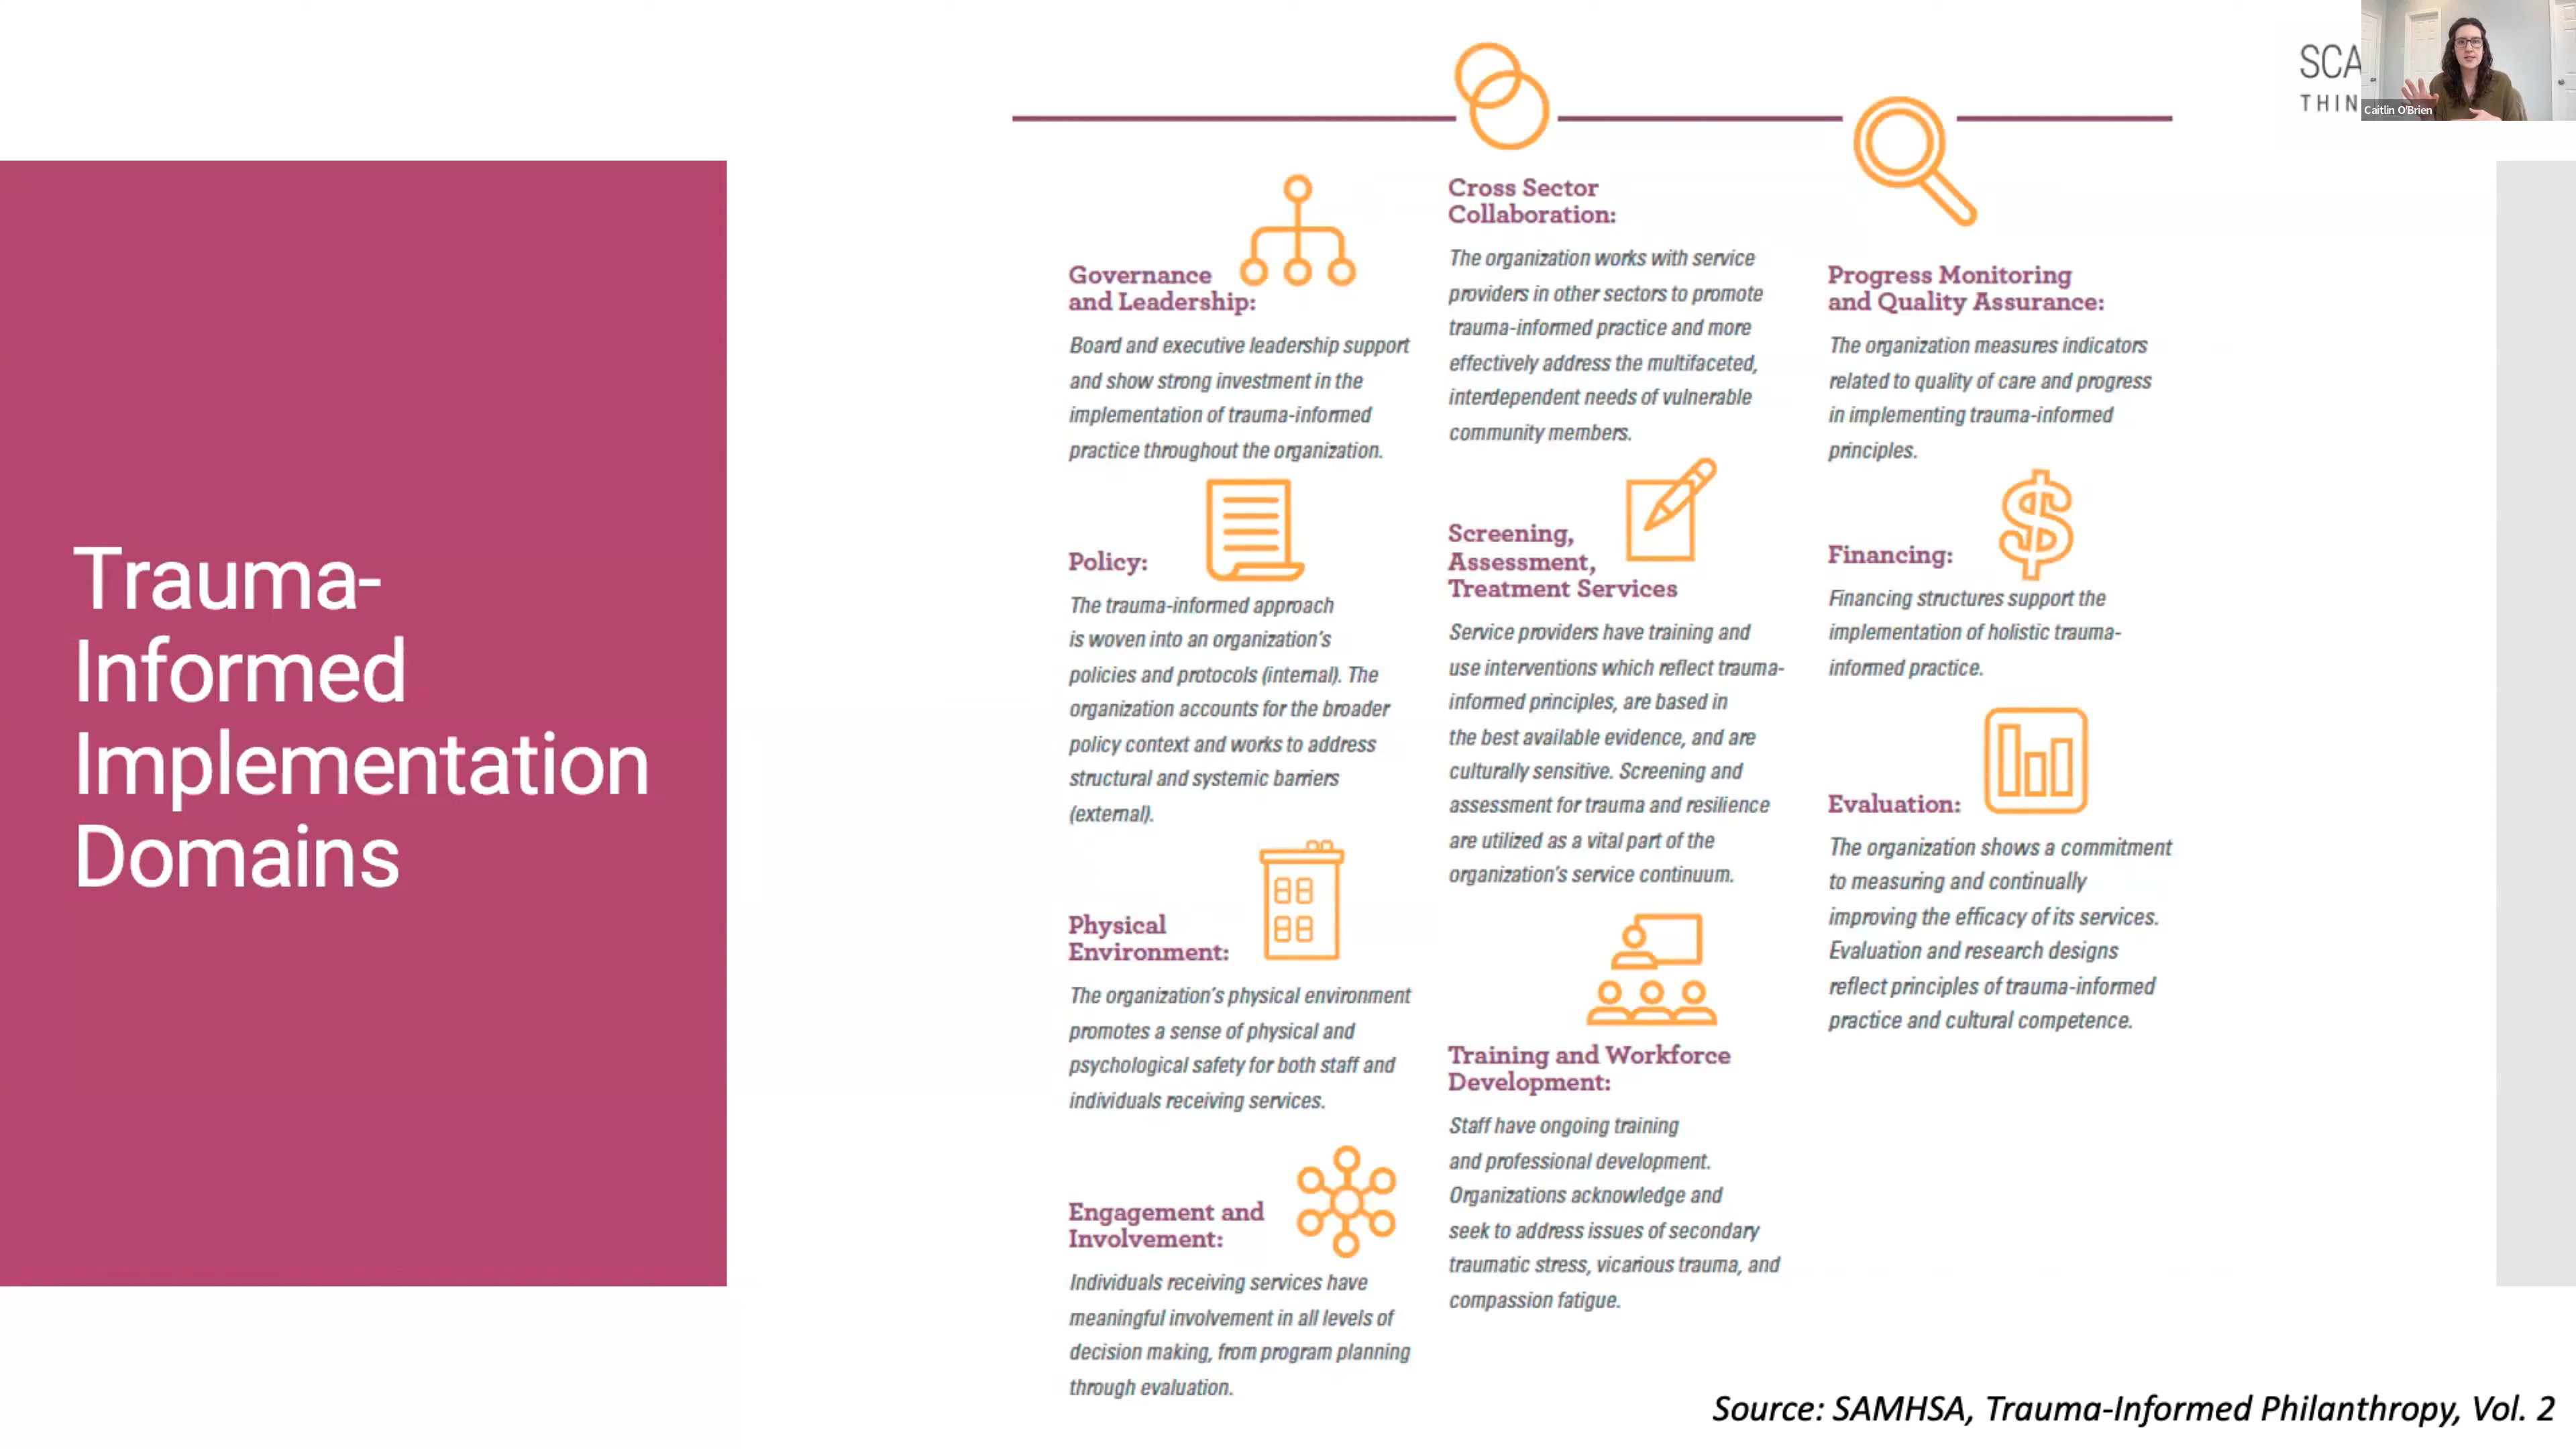 Trauma-
Informed
Implementation
Domains
Governance
and Leadership:
Board and executive leadership support
and show strong investment in the
implementation of trauma-informed
practice throughout the organization.
Policy:
The trauma-informed approach
is woven into an organization's
policies and protocols (internal). The
organization accounts for the broader
policy context and works to address
structural and systemic barriers
(external).
Physical
Environment:
The organization's physical environment
promotes a sense of physical and
psychological safety for both staff and
individuals receiving services.
Engagement and
Involvement:
Individuals receiving services have
meaningful involvement in all levels of
decision making, from program planning
through evaluation.
Cross Sector
Collaboration:
The organization works with service
providers in other sectors to promote
trauma-informed practice and more
effectively address the multifaceted,
interdependent needs of vulnerable
community members.
Screening,
Assessment,
Treatment Services
Service providers have training and
use interventions which reflect trauma-
informed principles, are based in
the best available evidence, and are
culturally sensitive. Screening and
assessment for trauma and resilience
are utilized as a vital part of the
organization's service continuum.
Training and Workforce
Development:
Staff have ongoing training
and professional development.
Organizations acknowledge and
seek to address issues of secondary
traumatic stress, vicarious trauma, and
compassion fatigue.
Progress Monitoring
and Quality Assurance:
The organization measures indicators
related to quality of care and progress
in implementing trauma-informed
principles.
Financing:
Financing structures support the
implementation of holistic trauma-
informed practice.
Evaluation:
The organization shows a commitment
to measuring and continually
improving the efficacy of its services.
Evaluation and research designs
reflect principles of trauma-informed
practice and cultural competence.
SCA
THIN
Caitlin O'Brien
Source: SAMHSA, Trauma-Informed Philanthropy, Vol. 2